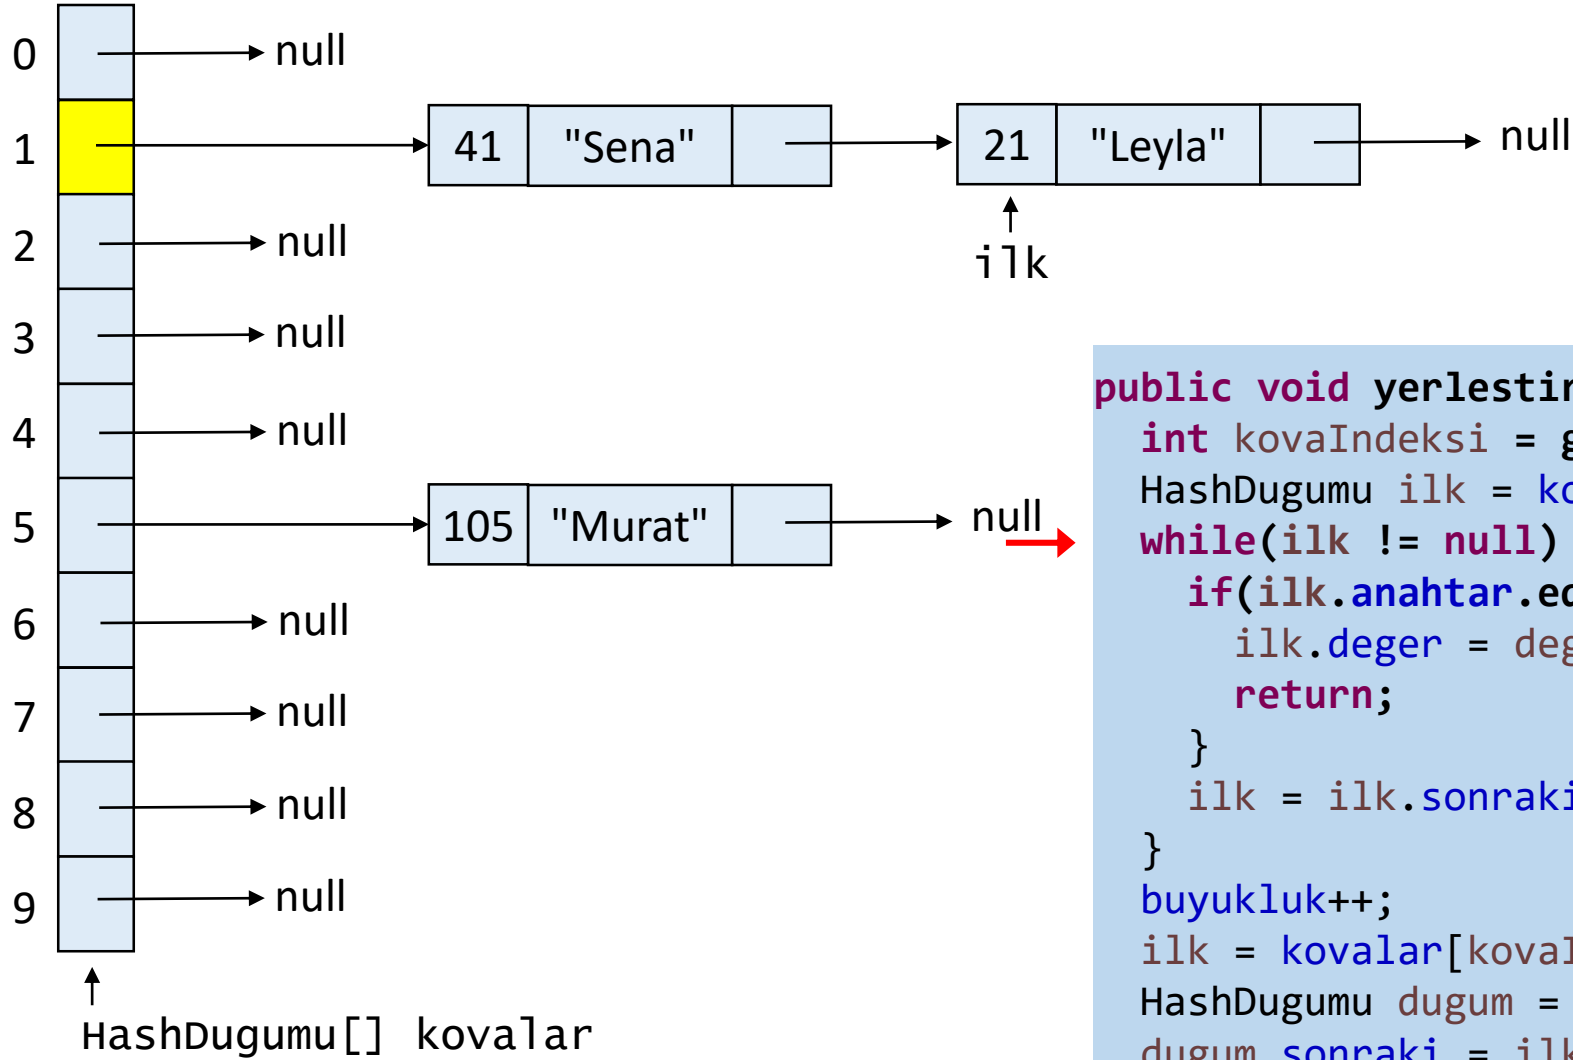 0 null
1 41 "Sena" 21 "Leyla" null
ilk
2 null
3 null
4 null
5 105 "Murat" null
6 null
7 null
8 null
9 null
HashDugumu[] kovalar
public void
int kovaIndeksi =
HashDugumu ilk =
while(ilk != null)
if(ilk.anahtar.
ilk.deger =
return;
}
ilk = ilk.
}
buyukluk++;
ilk = kovalar[
HashDugumu dugum =
dugum.sonraki = ilk